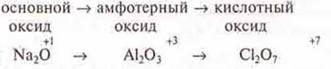 основной → амфотерный → кислотный
оксид оксид оксид
+1 +3 +7
Na₂O → Al₂O₃ → Cl₂O₇